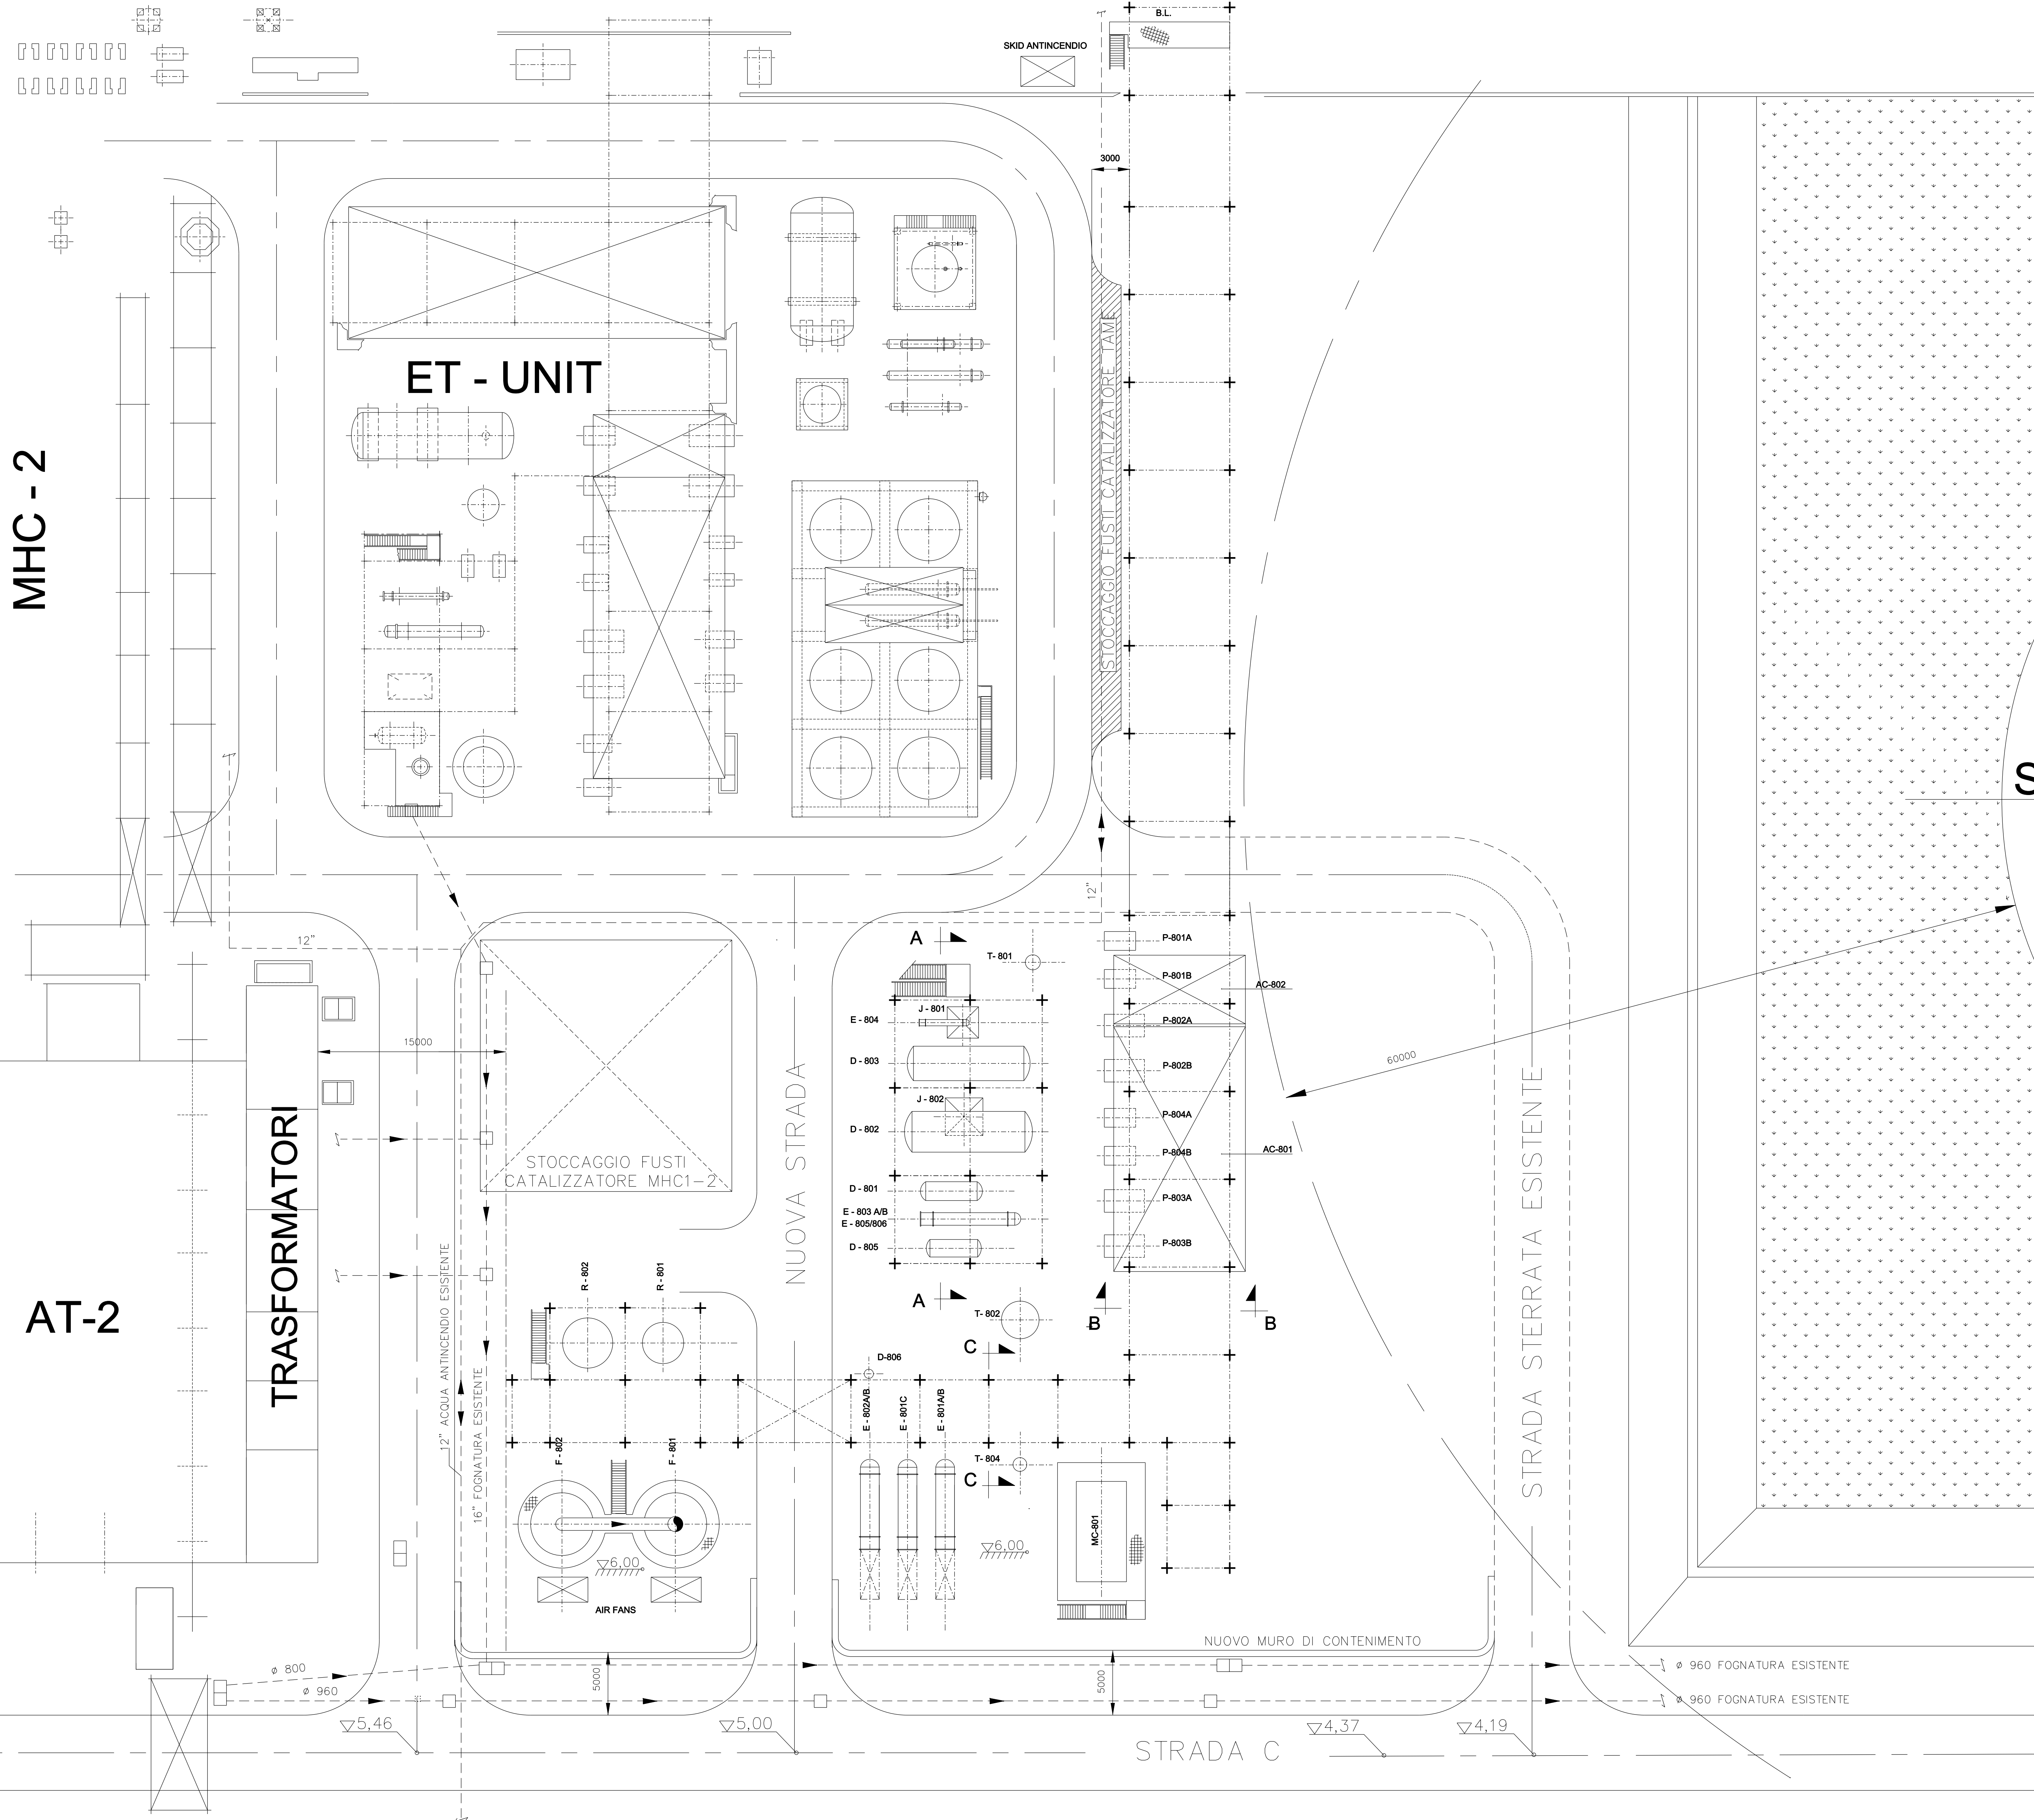 B.L.
SKID ANTINCENDIO
3000
ET - UNIT
MHC - 2
STOCCAGGIO FUSTI CATALIZZATORE TAME
S
12"
12"
A
T- 801
P-801A
P-801B
AC-802
J - 801
E - 804
P-802A
15000
D - 803
P-802B
60000
J - 802
D - 802
P-804A
P-804B
AC-801
STOCCAGGIO FUSTI
CATALIZZATORE MHC1-2
D - 801
P-803A
E - 803 A/B
E - 805/806
D - 805
P-803B
NUOVA STRADA
STRADA STERRATA ESISTENTE
TRASFORMATORI
AT-2
12" ACQUA ANTINCENDIO ESISTENTE
16" FOGNATURA ESISTENTE
R - 802
R - 801
A
T- 802
B
B
C
D-806
E - 802A/B
E - 801C
E - 801A/B
F - 802
F - 801
T- 804
C
MC-801
6,00
6,00
AIR FANS
NUOVO MURO DI CONTENIMENTO
ø 800
ø 960
5000
5000
ø 960 FOGNATURA ESISTENTE
ø 960 FOGNATURA ESISTENTE
5,46
5,00
4,37
4,19
STRADA C